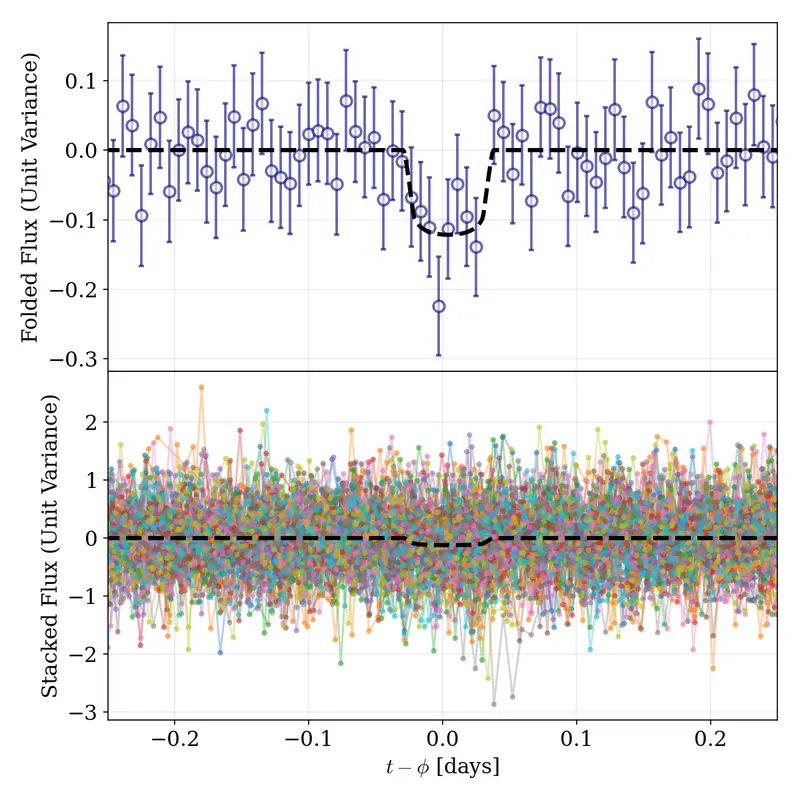 Folded Flux (Unit Variance)
0.1
0.0
−0.1
−0.2
−0.3
Stacked Flux (Unit Variance)
2
1
0
−1
−2
−3
−0.2 −0.1 0.0 0.1 0.2
t − ϕ [days]